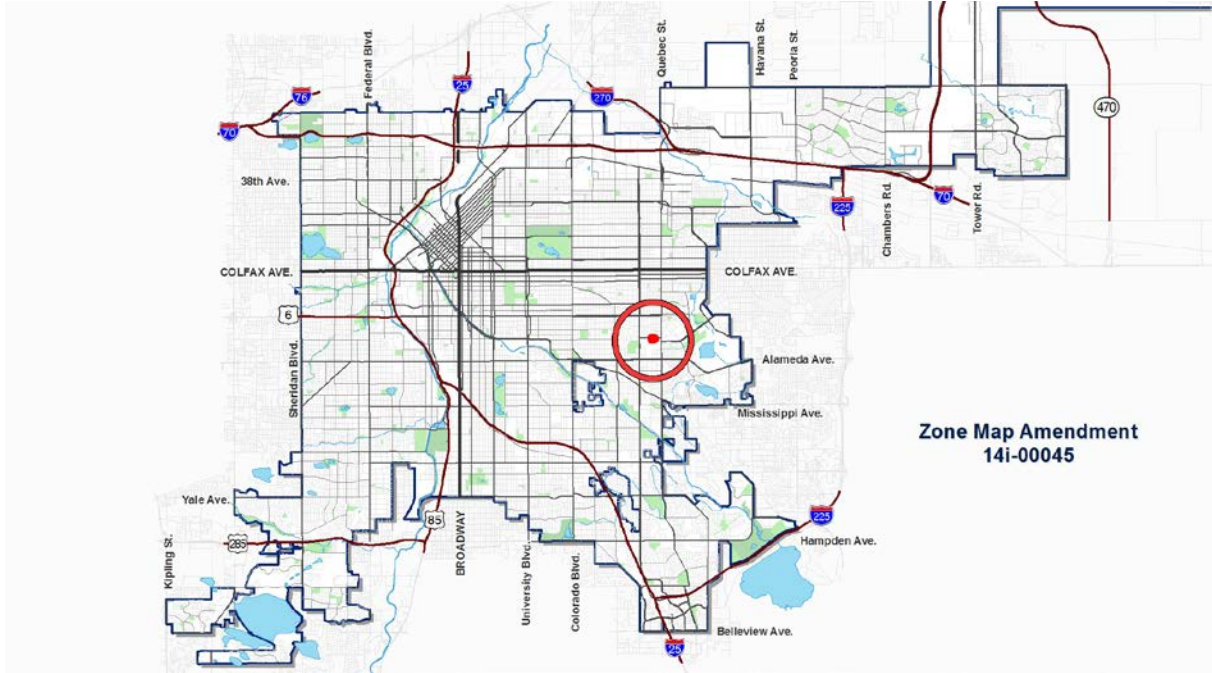 Federal Blvd.
Quebec St.
Havana St.
Peoria St.
25
76
270
70
470
38th Ave.
225
Chambers Rd.
70
Tower Rd.
COLFAX AVE.
COLFAX AVE.
6
Sheridan Blvd.
Alameda Ave.
Mississippi Ave.
Zone Map Amendment
14i-00045
Yale Ave.
85
225
285
Hampden Ave.
Kipling St.
BROADWAY
University Blvd.
Colorado Blvd.
Belleview Ave.
25